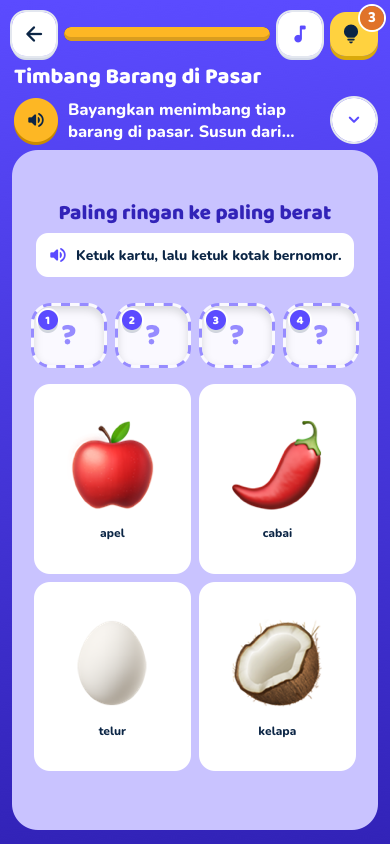 3
Timbang Barang di Pasar
Bayangkan menimbang tiap
barang di pasar. Susun dari...
Paling ringan ke paling berat
Ketuk kartu, lalu ketuk kotak bernomor.
1 ? 2 ? 3 ? 4 ?
apel cabai
telur kelapa